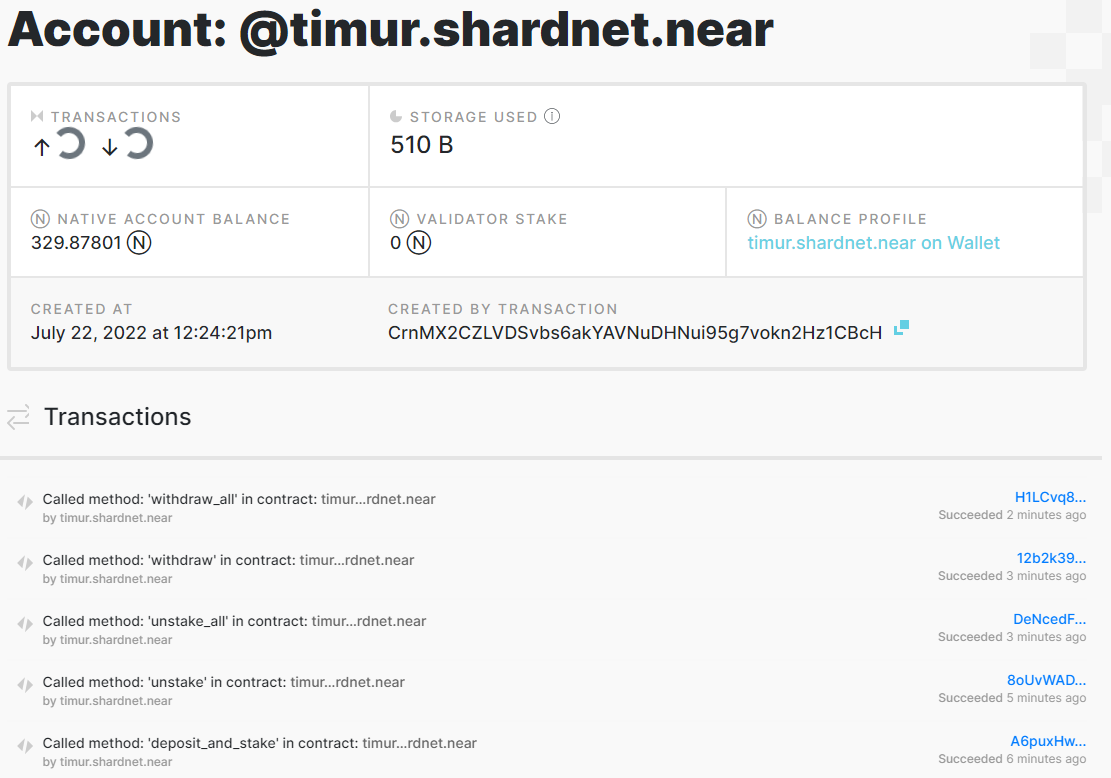 Account: @timur.shardnet.near
TRANSACTIONS
↑ ↓
STORAGE USED
510 B
NATIVE ACCOUNT BALANCE
329.87801 Ⓝ
VALIDATOR STAKE
0 Ⓝ
BALANCE PROFILE
timur.shardnet.near on Wallet
CREATED AT
July 22, 2022 at 12:24:21pm
CREATED BY TRANSACTION
CrnMX2CZLVDSvbs6akYAVNuDHNui95g7vokn2Hz1CBcH
Transactions
Called method: 'withdraw_all' in contract: timur...rdnet.near
by timur.shardnet.near
H1LCvq8...
Succeeded 2 minutes ago
Called method: 'withdraw' in contract: timur...rdnet.near
by timur.shardnet.near
12b2k39...
Succeeded 3 minutes ago
Called method: 'unstake_all' in contract: timur...rdnet.near
by timur.shardnet.near
DeNcedF...
Succeeded 3 minutes ago
Called method: 'unstake' in contract: timur...rdnet.near
by timur.shardnet.near
8oUvWAD...
Succeeded 5 minutes ago
Called method: 'deposit_and_stake' in contract: timur...rdnet.near
by timur.shardnet.near
A6puxHw...
Succeeded 6 minutes ago